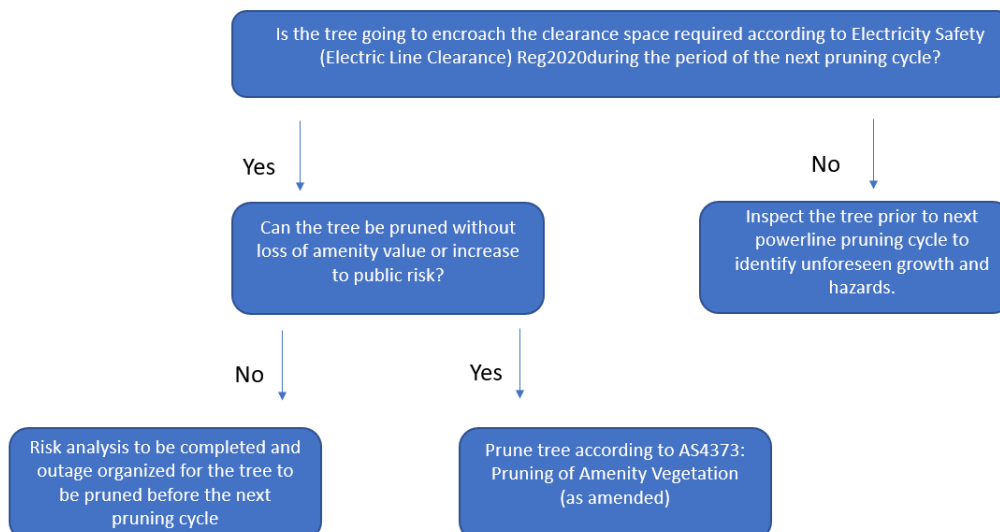 Is the tree going to encroach the clearance space required according to Electricity Safety
(Electric Line Clearance) Reg2020during the period of the next pruning cycle?
Yes
No
Can the tree be pruned without
loss of amenity value or increase
to public risk?
Inspect the tree prior to next
powerline pruning cycle to
identify unforeseen growth and
hazards.
No
Yes
Risk analysis to be completed and
outage organized for the tree to
be pruned before the next
pruning cycle
Prune tree according to AS4373:
Pruning of Amenity Vegetation
(as amended)